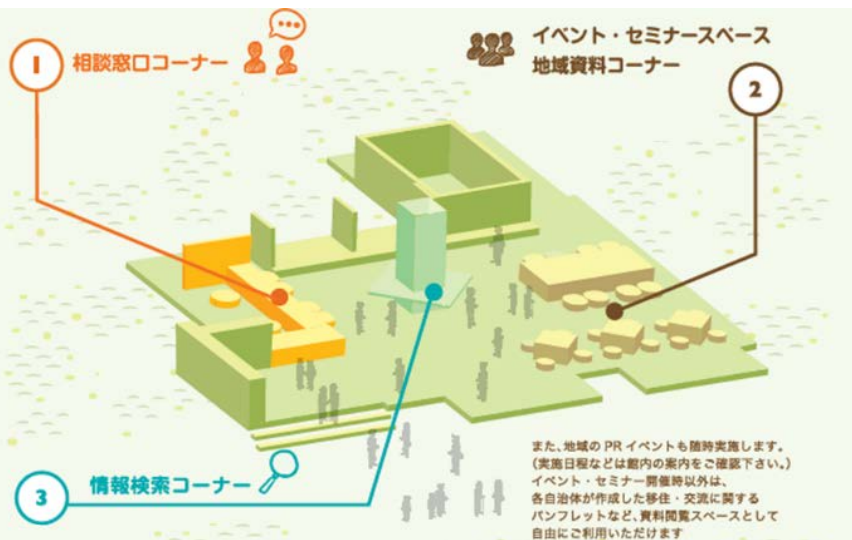 1
相談窓口コーナー
イベント・セミナースペース
地域資料コーナー
2
3
情報検索コーナー
また、地域の PR イベントも随時実施します。
(実施日程などは館内の案内をご確認下さい。)
イベント・セミナー開催時以外は、
各自治体が作成した移住・交流に関する
パンフレットなど、資料閲覧スペースとして
自由にご利用いただけます